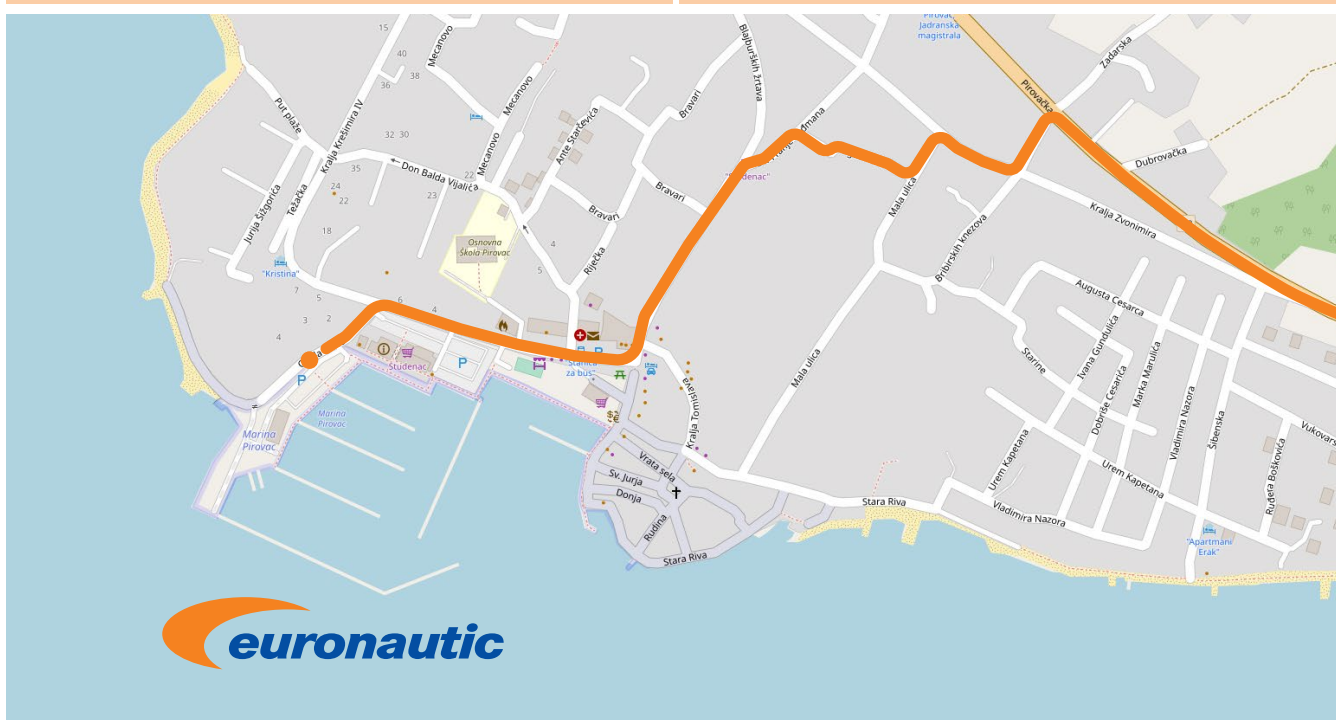 Pirovac,
Jadranska
magistrala
15
Mecanovo
Mecanovo
Blajburških žrtava
Zadarska
40
38
36
Put plaže
Kralja Krešimira IV
Mecanovo
Bravari
Pirovačka
32 30
Ante Starčevića
Mecanovo
Dubrovačka
35
Don Balda Vijalića
22
24
22
23
Jurija Šižgorića
Težačka
Bravari
Mala ulica
Kralja Zvonimira
Bravari
18
Osnovna
škola Pirovac
4
Riječka
5
Bribirskih knezova
"Kristina"
7
5
6
4
Augusta Cesarca
3
2
4
Ivana Gundulića
Starine
Studenac
P
P
P
za bus"
Mala ulica
Dobriše Cesarića
Marka Marulića
Vladimira Nazora
Šibenska
Marina
Pirovac
Marina
Pirovac
Kralja Tomislava
Vrata sela
Sv. Jurja
Donja
Rudina
Stara Riva
Stara Riva
Urem Kapetana
Urem Kapetana
Vladimira Nazora
Ruđera Boškovića
Vukovars
"Apartmani
Erak"
euronautic